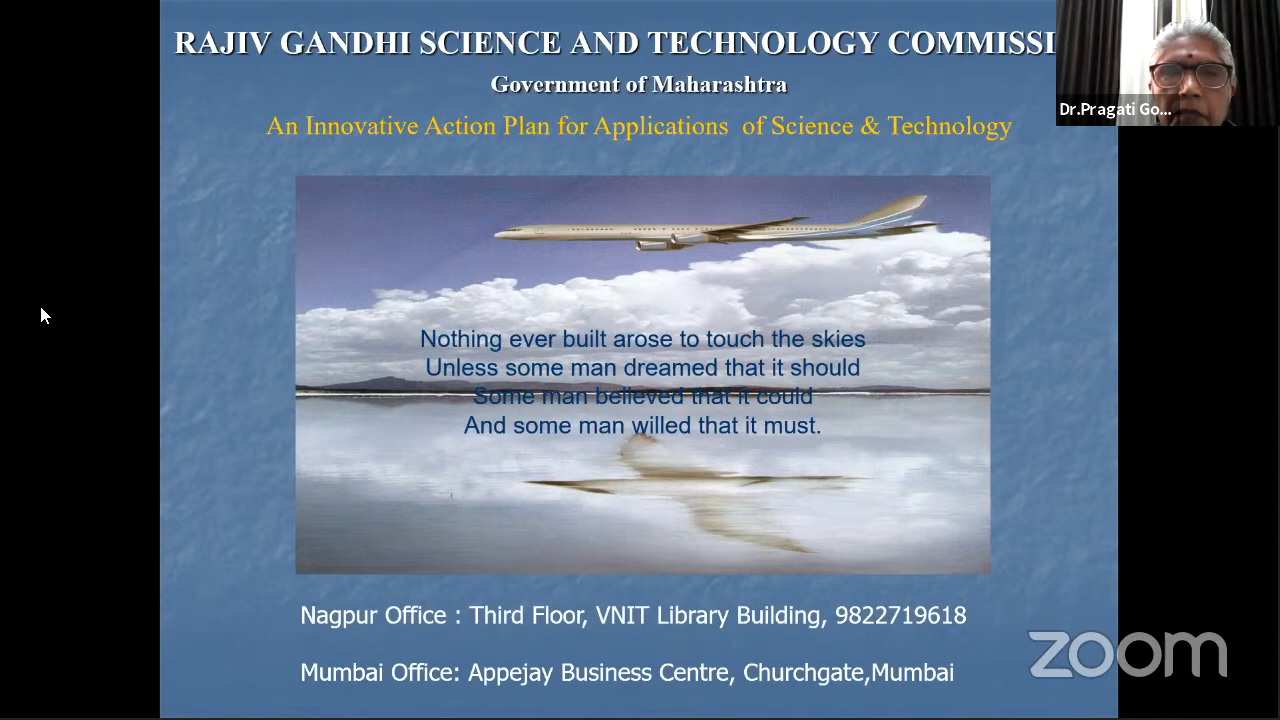 RAJIV GANDHI SCIENCE AND TECHNOLOGY COMMISSI
Government of Maharashtra
An Innovative Action Plan for Applications of Science & Technology
Dr.Pragati Go...
Nothing ever built arose to touch the skies
Unless some man dreamed that it should
Some man believed that it could
And some man willed that it must.
Nagpur Office : Third Floor, VNIT Library Building, 9822719618
Mumbai Office: Appejay Business Centre, Churchgate,Mumbai
zoom